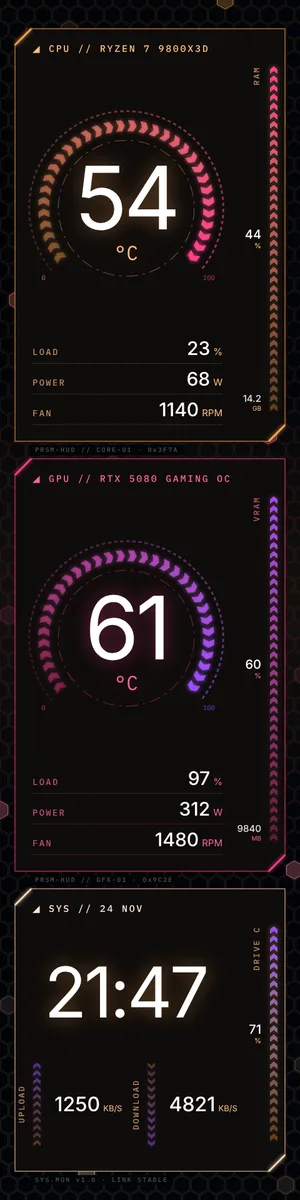 CPU // RYZEN 7 9800X3D
RAM
54
°C
0 100
44
%
LOAD 23 %
POWER 68 W
FAN 1140 RPM
14.2
GB
PRSM-HUD // CORE-01 · 0x3F7A
GPU // RTX 5080 GAMING OC
VRAM
61
°C
0 100
60
%
LOAD 97 %
POWER 312 W
FAN 1480 RPM
9840
MB
PRSM-HUD // GFX-01 · 0x9C2E
SYS // 24 NOV
DRIVE C
21:47
71
%
UPLOAD
1250 KB/S
DOWNLOAD
4821 KB/S
SYS.MON v1.0 · LINK STABLE